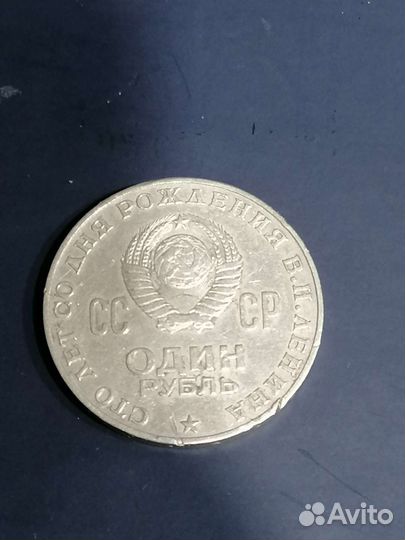 СТО ЛЕТ СО ДНЯ РОЖДЕНИЯ В.И.ЛЕНИНА
СС СР
ОДИН
РУБЛЬ
Avito